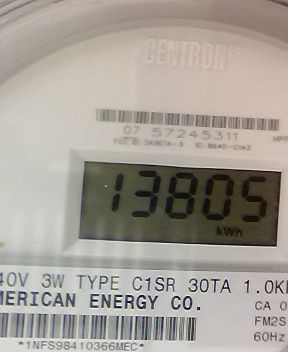 CENTRON®
07 57245311
13805
kWh
40V 3W TYPE C1SR 30TA 1.0K
MERICAN ENERGY CO.
CA 0
FM2S
60Hz
*1NFS98410366MEC*